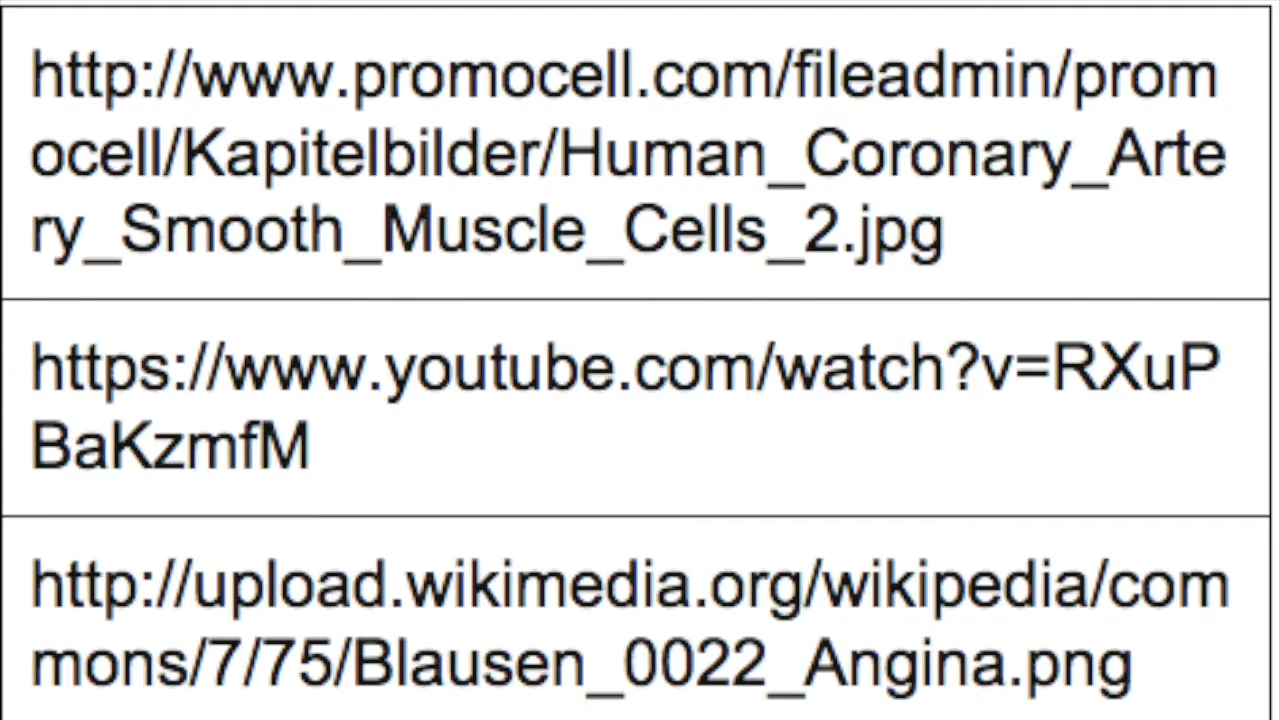 http://www.promocell.com/fileadmin/prom
ocell/Kapitelbilder/Human_Coronary_Arte
ry_Smooth_Muscle_Cells_2.jpg
https://www.youtube.com/watch?v=RXuP
BaKzmfM
http://upload.wikimedia.org/wikipedia/com
mons/7/75/Blausen_0022_Angina.png